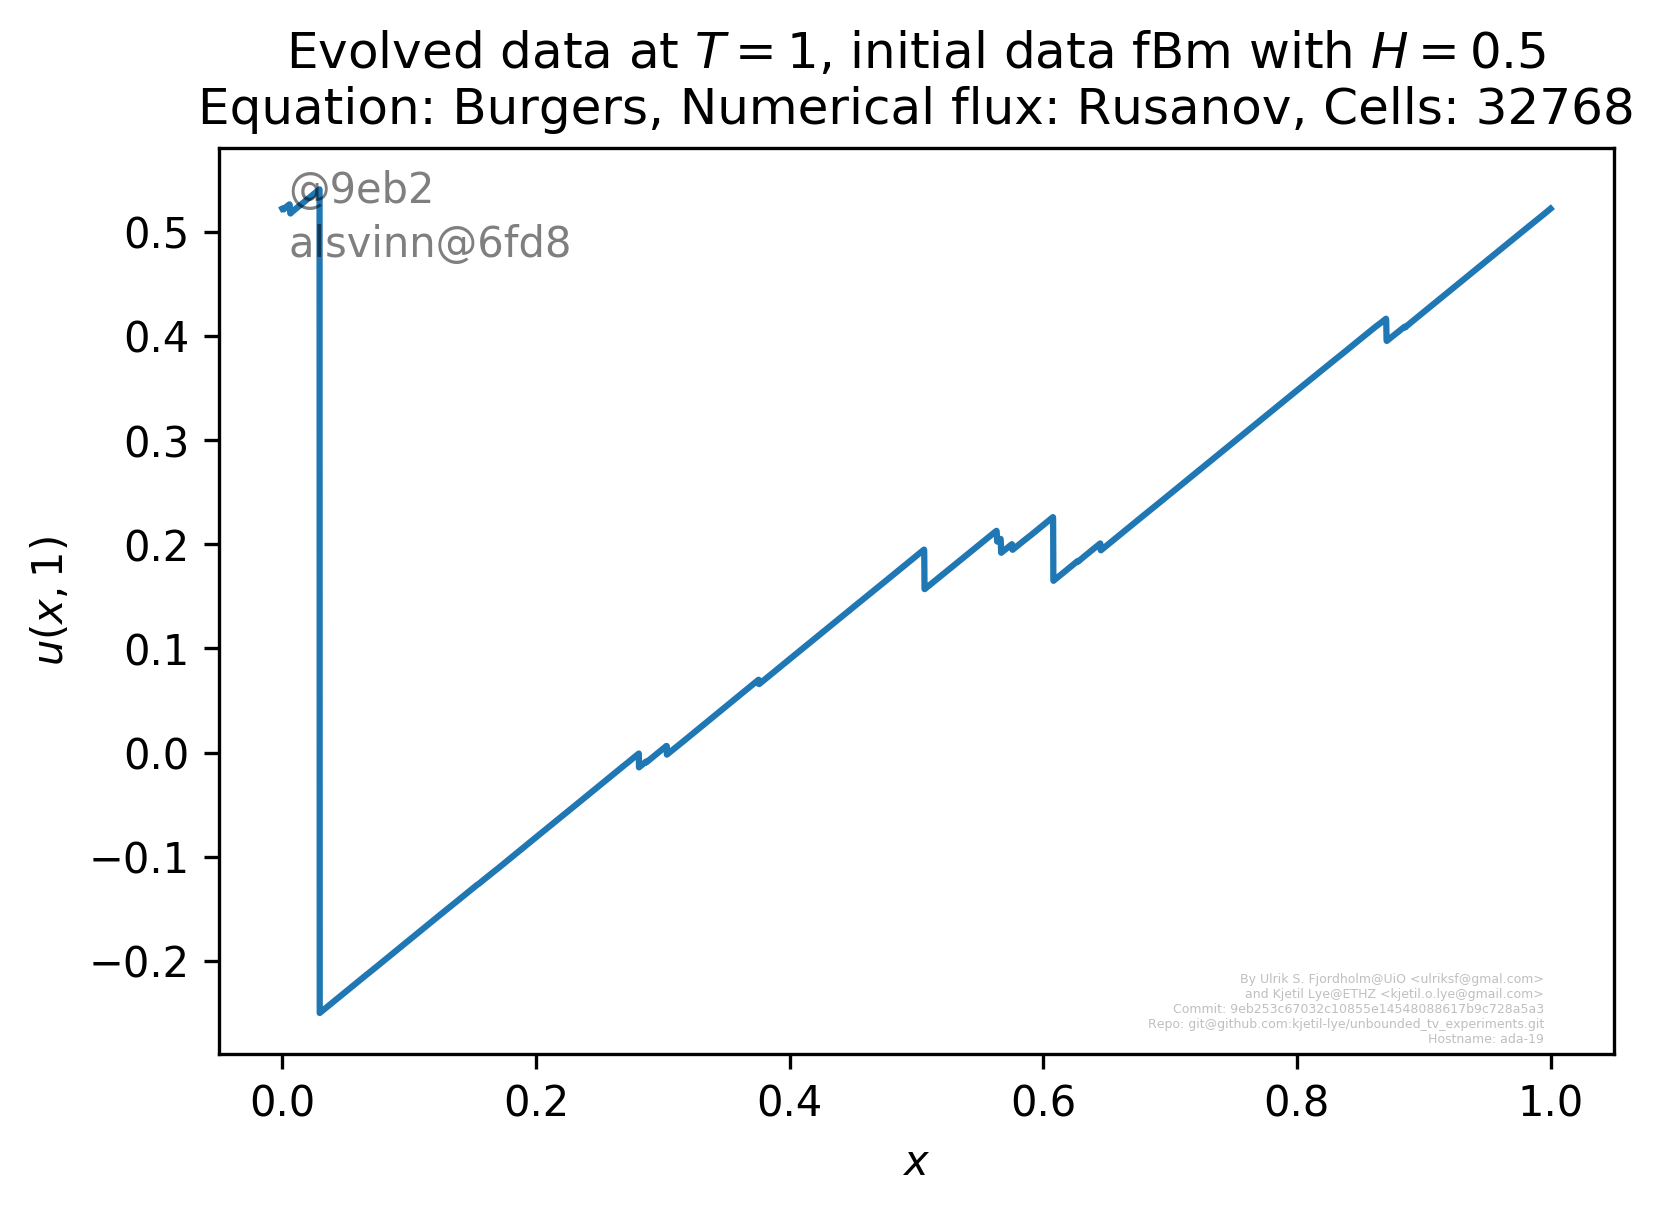 Evolved data at T = 1, initial data fBm with H = 0.5
Equation: Burgers, Numerical flux: Rusanov, Cells: 32768
@9eb2
alsvinn@6fd8
0.5
0.4
0.3
0.2
0.1
0.0
−0.1
−0.2
u(x, 1)
By Ulrik S. Fjordholm@UiO <ulriksf@gmal.com>
and Kjetil Lye@ETHZ <kjetil.o.lye@gmail.com>
Commit: 9eb253c67032c10855e14548088617b9c728a5a3
Repo: git@github.com:kjetil-lye/unbounded_tv_experiments.git
Hostname: ada-19
0.0 0.2 0.4 0.6 0.8 1.0
x